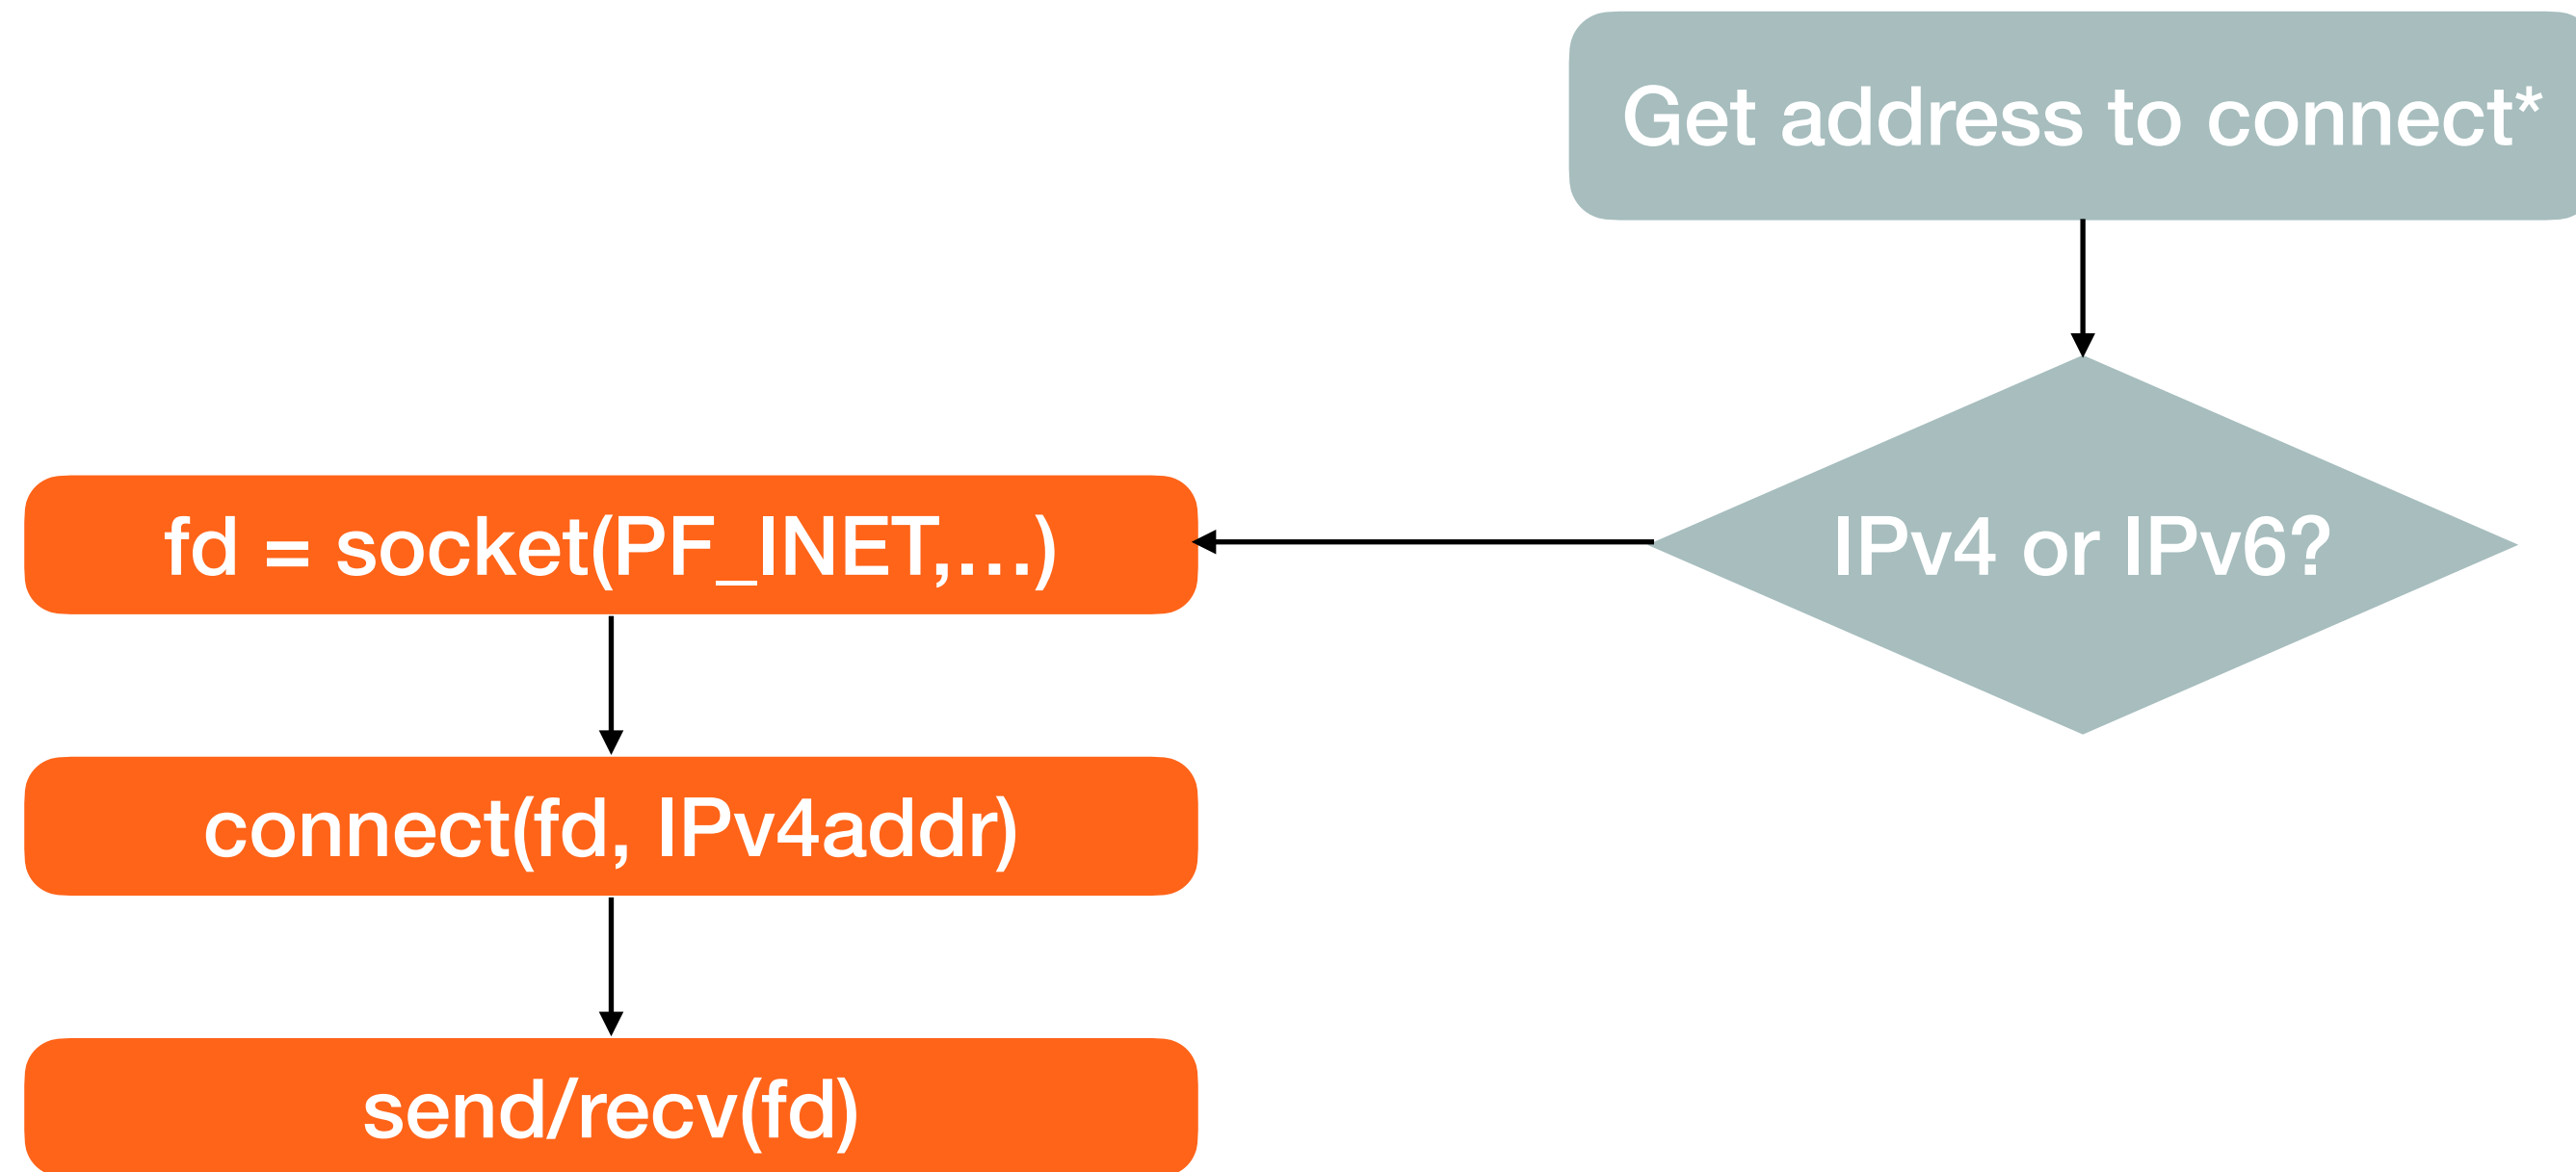 Get address to connect*
IPv4 or IPv6?
fd = socket(PF_INET,…)
connect(fd, IPv4addr)
send/recv(fd)